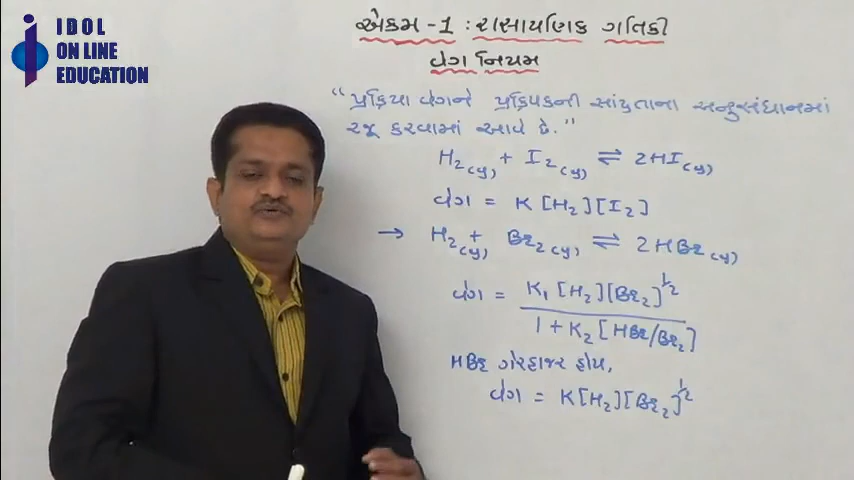 IDOL
ON LINE
EDUCATION
એકમ -1 : રાસાયણિક ગતિકી
વેગ નિયમ
"પ્રક્રિયા વેગને પ્રક્રિયકની સાંદ્રતાના અનુસંધાનમાં
રજૂ કરવામાં આવે છે."
H₂(વા) + I₂(વા) ⇌ 2HI(વા)
વેગ = K [H₂][I₂]
→ H₂(વા) + Br₂(વા) ⇌ 2HBr(વા)
વેગ = K₁ [H₂][Br₂]^1/2
1 + K₂ [HBr/Br₂]
HBr ગેરહાજર હોય,
વેગ = K[H₂][Br₂]^1/2